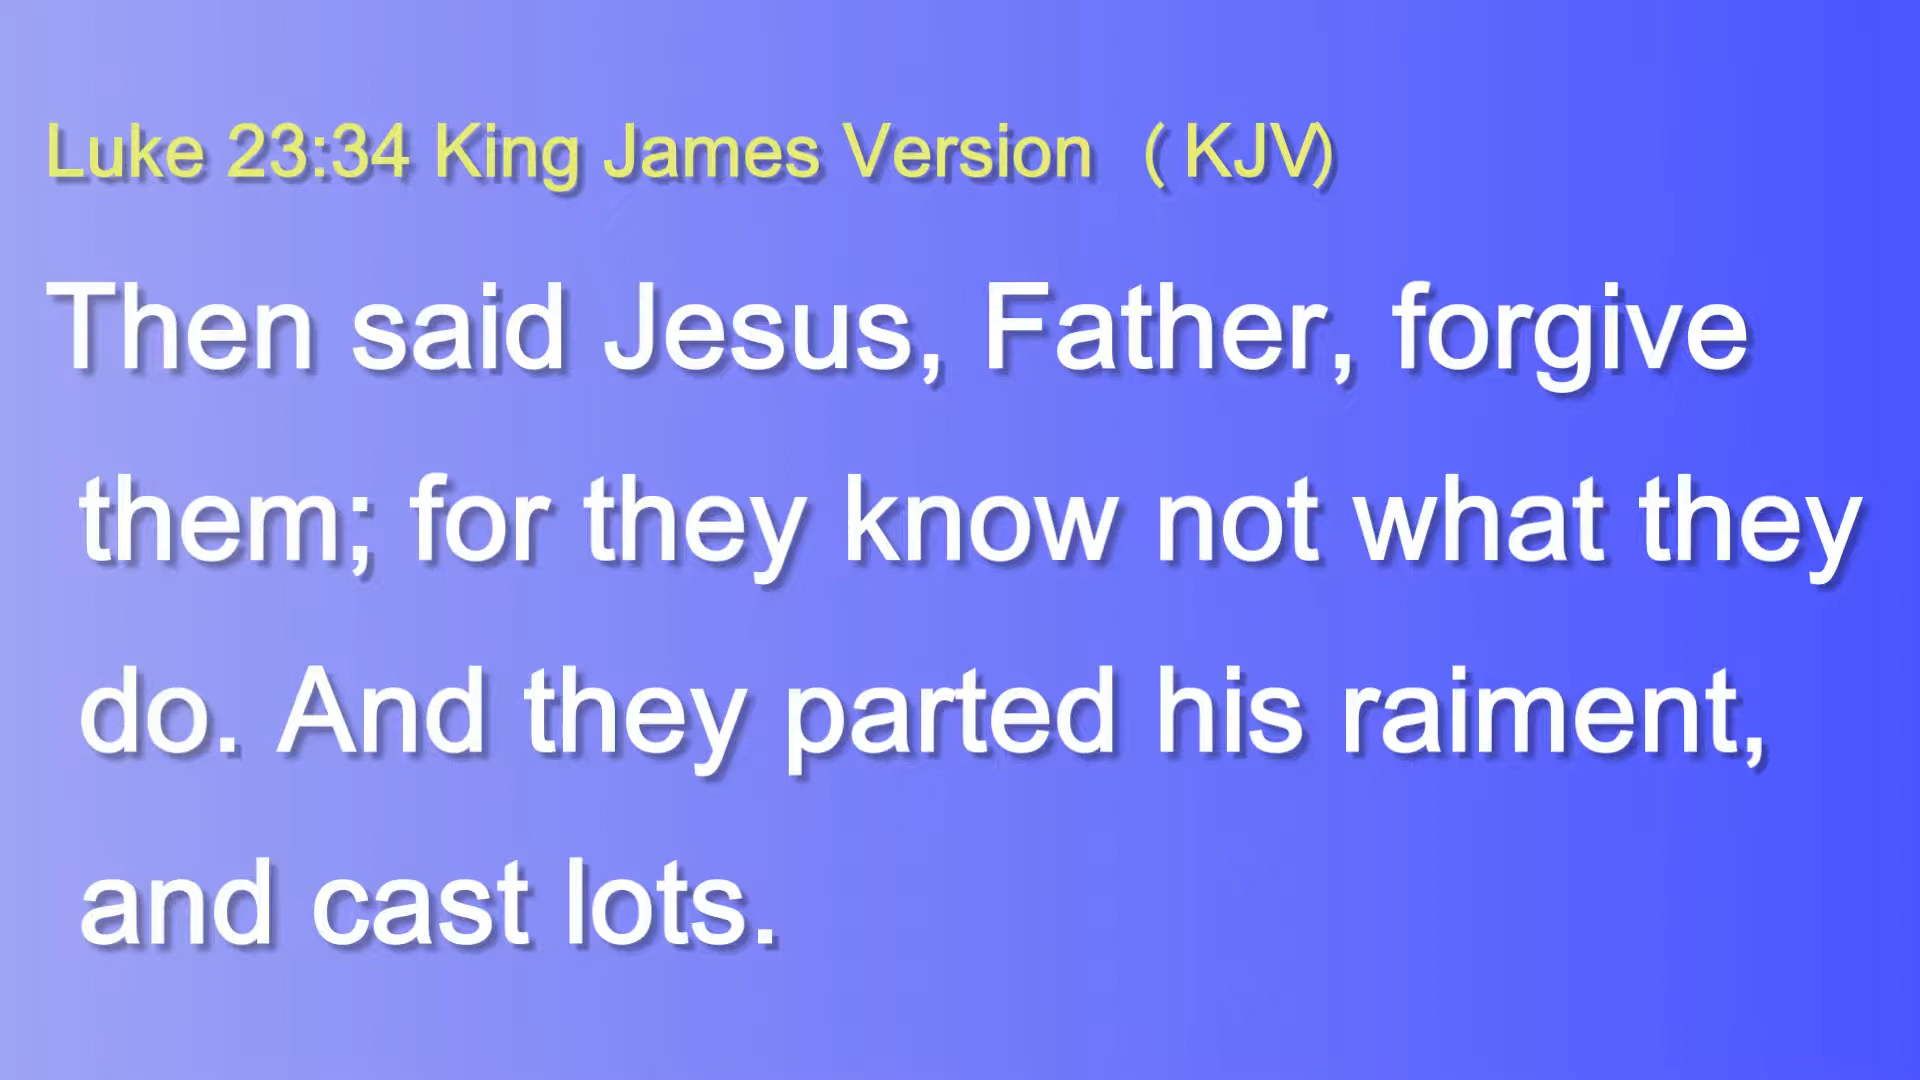 Luke 23:34 King James Version ( KJV)
Then said Jesus, Father, forgive
them; for they know not what they
do. And they parted his raiment,
and cast lots.